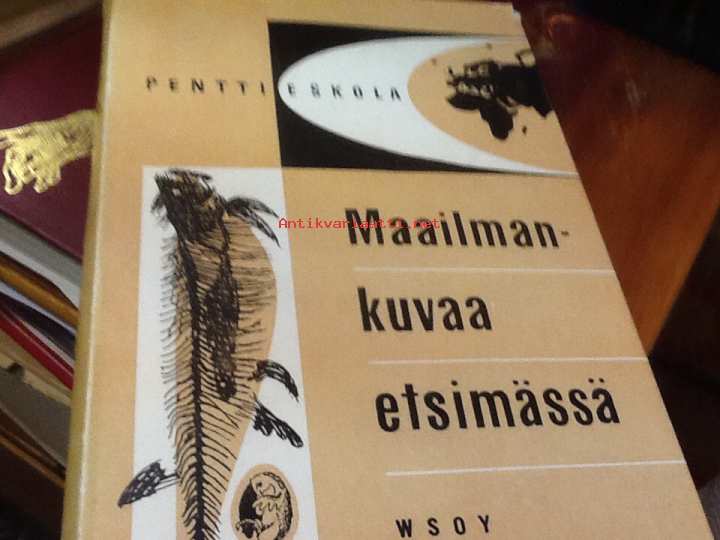 PENTTI ESKOLA
Antikvariaatti.net
Maailman-
kuvaa
etsimässä
WSOY